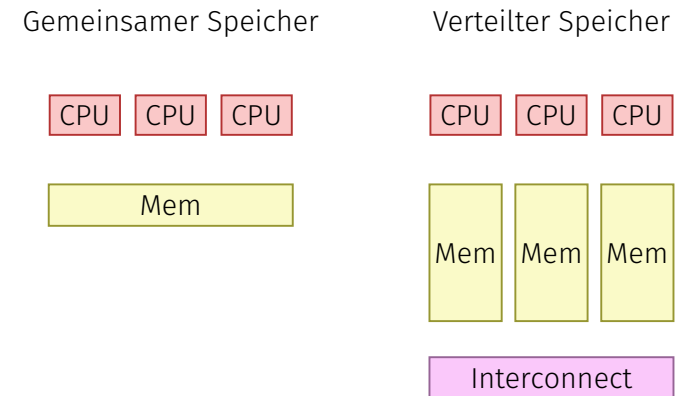 Gemeinsamer Speicher
CPU CPU CPU
Mem
Verteilter Speicher
CPU CPU CPU
Mem Mem Mem
Interconnect